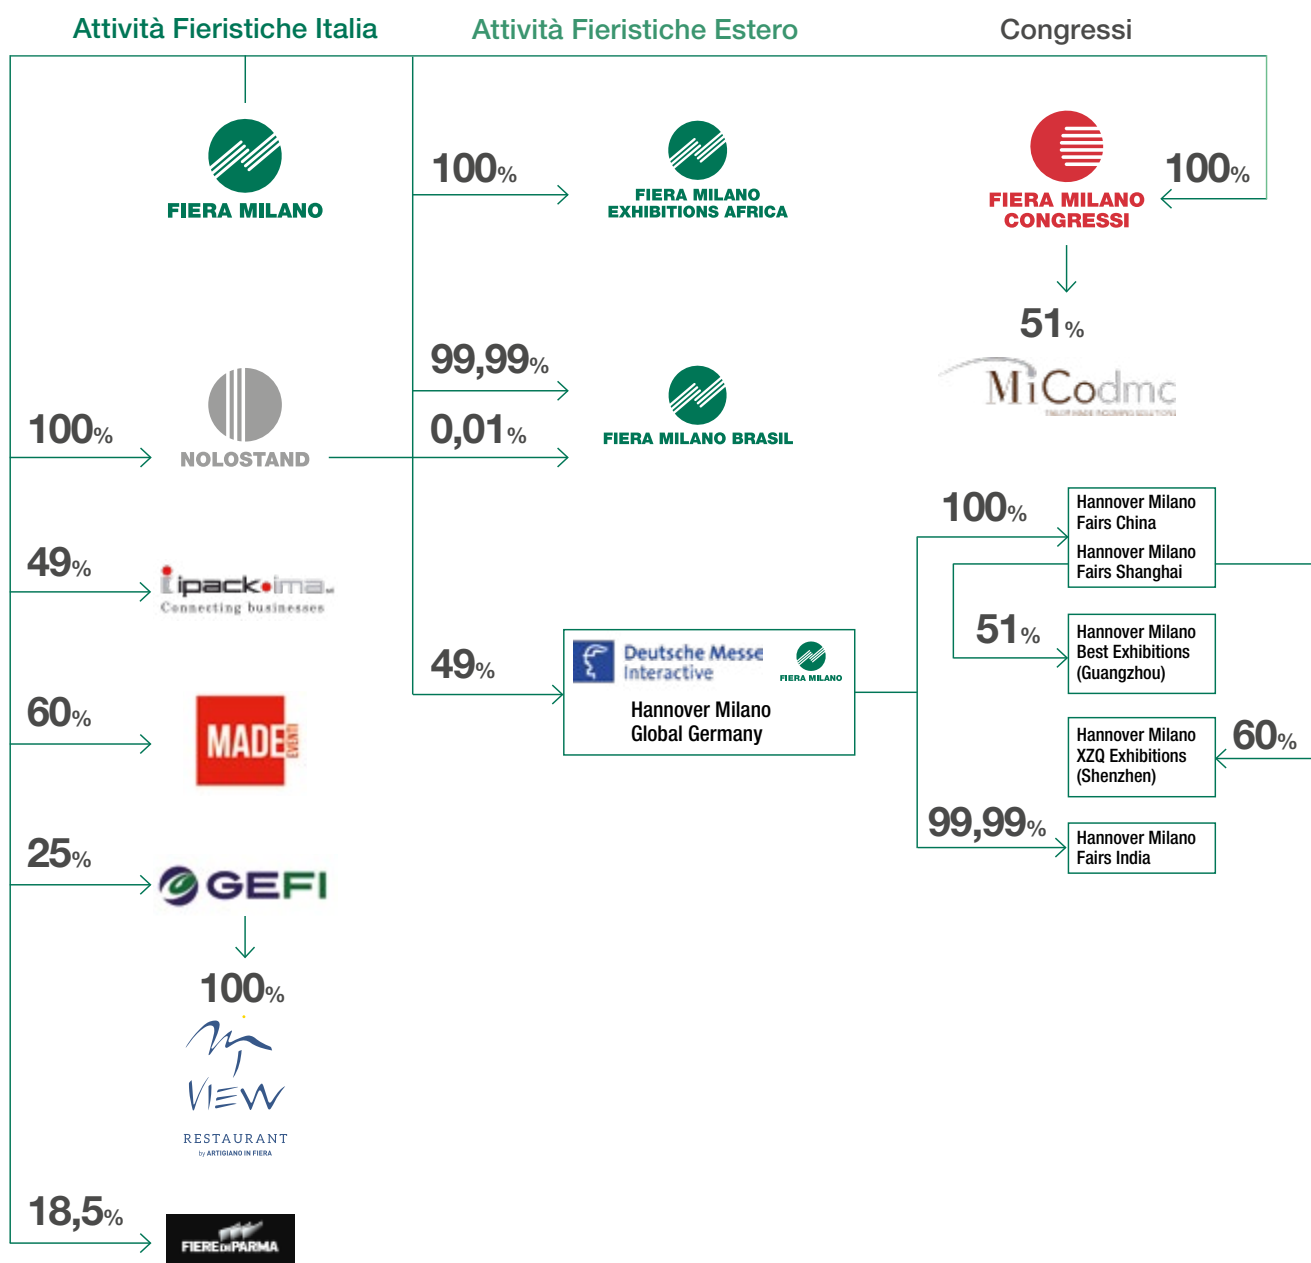 Attività Fieristiche Italia
Attività Fieristiche Estero
Congressi
FIERA MILANO
100%
FIERA MILANO
EXHIBITIONS AFRICA
FIERA MILANO
CONGRESSI
100%
51%
MiCodmc
100%
NOLOSTAND
99,99%
0,01%
FIERA MILANO BRASIL
49%
ipack•ima
Connecting businesses
60%
MADE
EVENTI
25%
GEFI
100%
VIEW
RESTAURANT
by ARTIGIANO IN FIERA
18,5%
FIERE DI PARMA
49%
Deutsche Messe
Interactive
FIERA MILANO
Hannover Milano
Global Germany
100%
Hannover Milano
Fairs China
Hannover Milano
Fairs Shanghai
51%
Hannover Milano
Best Exhibitions
(Guangzhou)
Hannover Milano
XZQ Exhibitions
(Shenzhen)
60%
99,99%
Hannover Milano
Fairs India